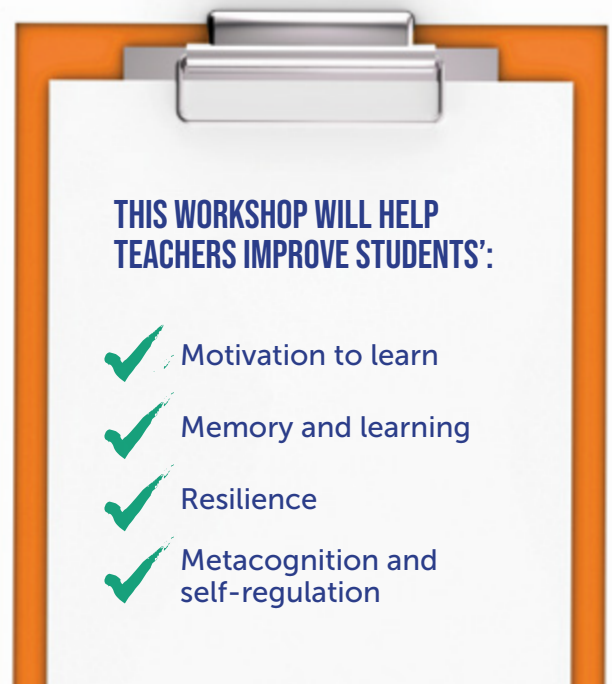 THIS WORKSHOP WILL HELP
TEACHERS IMPROVE STUDENTS’:
Motivation to learn
Memory and learning
Resilience
Metacognition and
self-regulation